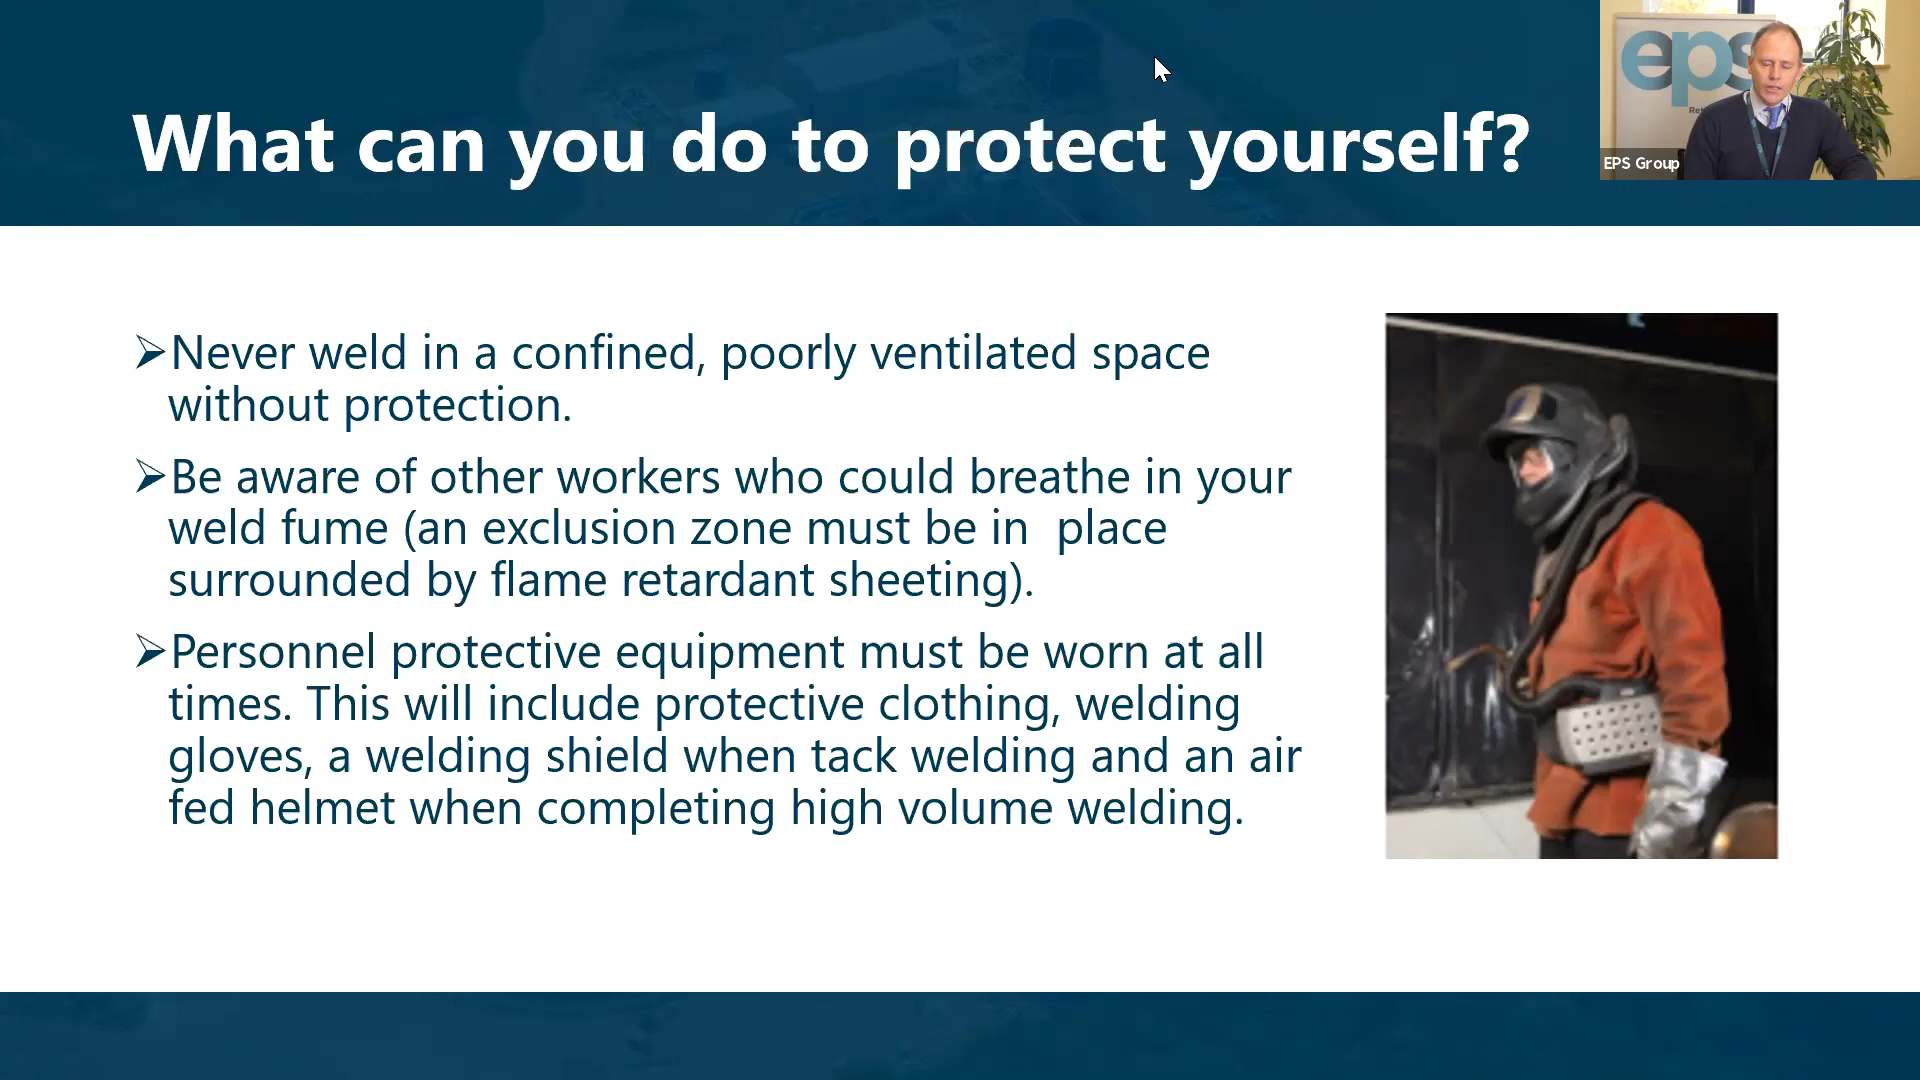 What can you do to protect yourself?
eps
EPS Group
➢Never weld in a confined, poorly ventilated space
without protection.
➢Be aware of other workers who could breathe in your
weld fume (an exclusion zone must be in place
surrounded by flame retardant sheeting).
➢Personnel protective equipment must be worn at all
times. This will include protective clothing, welding
gloves, a welding shield when tack welding and an air
fed helmet when completing high volume welding.